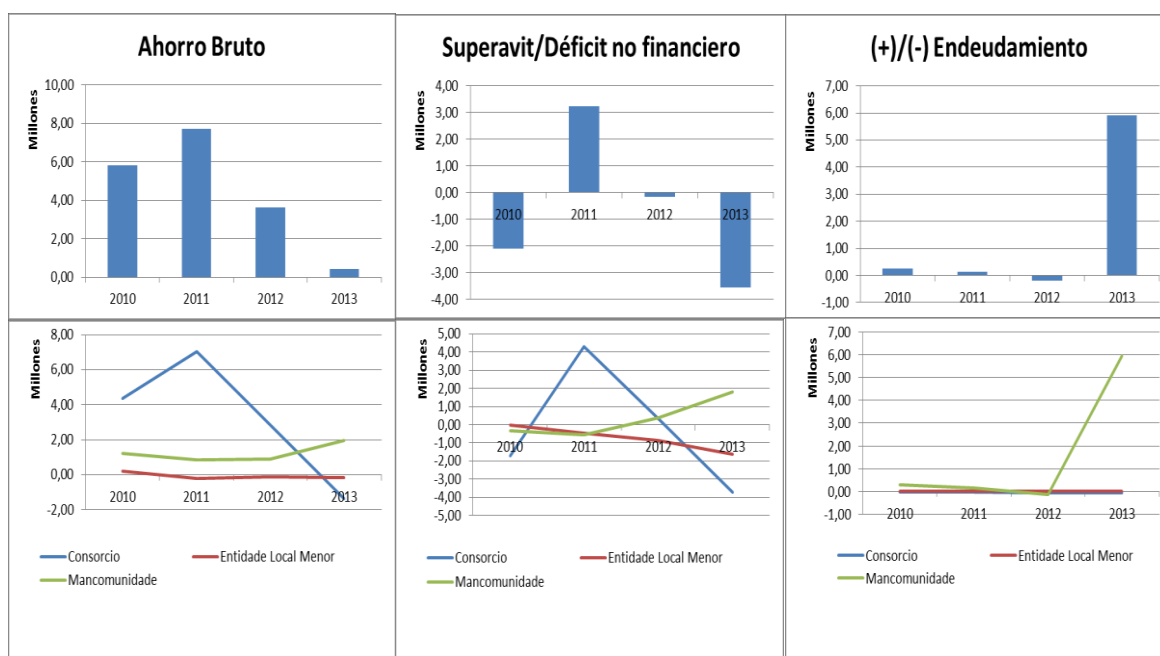 Ahorro Bruto
Millones
10,00
8,00
6,00
4,00
2,00
0,00
2010 2011 2012 2013
Superavit/Déficit no financiero
Millones
4,00
3,00
2,00
1,00
0,00
-1,00
-2,00
-3,00
-4,00
2010 2011 2012 2013
(+)/(-) Endeudamiento
Millones
7,00
6,00
5,00
4,00
3,00
2,00
1,00
0,00
-1,00
2010 2011 2012 2013
Millones
8,00
6,00
4,00
2,00
0,00
-2,00
2010 2011 2012 2013
Consorcio Entidade Local Menor
Mancomunidade
Millones
5,00
4,00
3,00
2,00
1,00
0,00
-1,00
-2,00
-3,00
-4,00
-5,00
2010 2011 2012 2013
Consorcio Entidade Local Menor
Mancomunidade
Millones
7,00
6,00
5,00
4,00
3,00
2,00
1,00
0,00
-1,00
2010 2011 2012 2013
Consorcio Entidade Local Menor
Mancomunidade